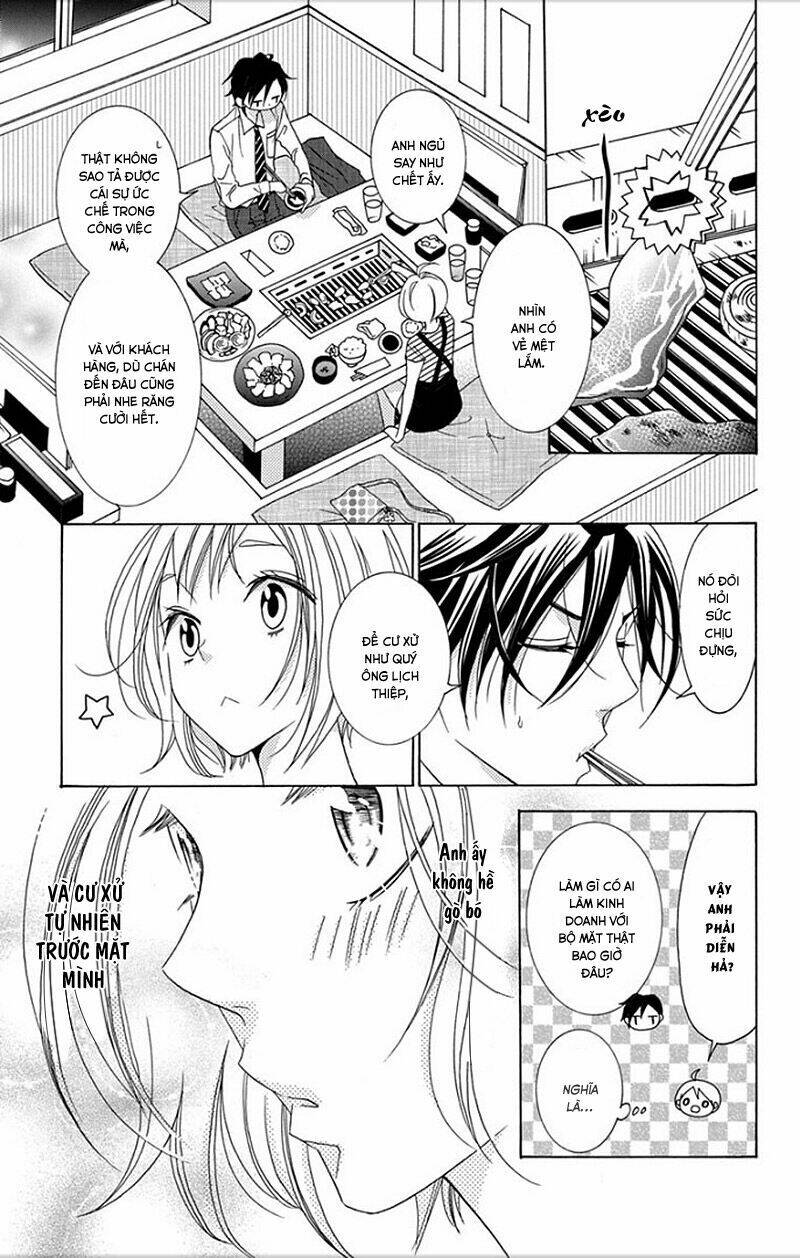 xèo
NHÌN
ANH CÓ
VẺ MỆT
LẮM.
ANH NGỦ
SAY NHƯ
CHẾT ẤY.
THẬT KHÔNG
SAO TẢ ĐƯỢC
CÁI SỰ ỨC
CHẾ TRONG
CÔNG VIỆC
MÀ,
VÀ VỚI KHÁCH
HÀNG, DÙ CHÁN
ĐẾN ĐÂU CŨNG
PHẢI NHE RĂNG
CƯỜI HẾT.
NÓ ĐÒI
HỎI
SỨC
CHỊU
ĐỰNG,
ĐỂ CƯ XỬ
NHƯ QUÝ
ÔNG LỊCH
THIỆP,
VẬY
ANH
PHẢI
DIỄN
HẢ?
LÀM GÌ CÓ AI
LÀM KINH
DOANH VỚI
BỘ MẶT THẬT
BAO GIỜ
ĐÂU?
NGHĨA
LÀ...
Anh ấy
không hề
gò bó
VÀ CƯ XỬ
TỰ NHIÊN
TRƯỚC MẶT
MÌNH